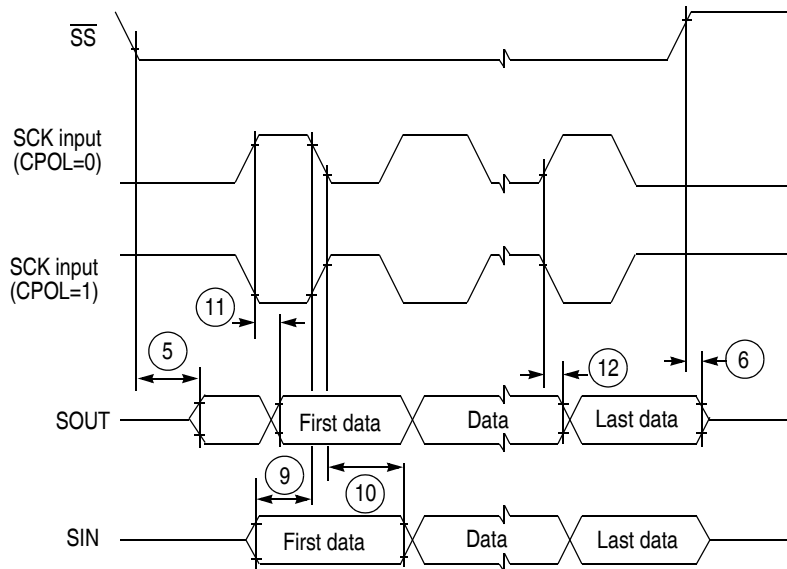 SS
SCK input
(CPOL=0)
SCK input
(CPOL=1)
11
5
12
6
SOUT
First data
Data
Last data
9
10
SIN
First data
Data
Last data